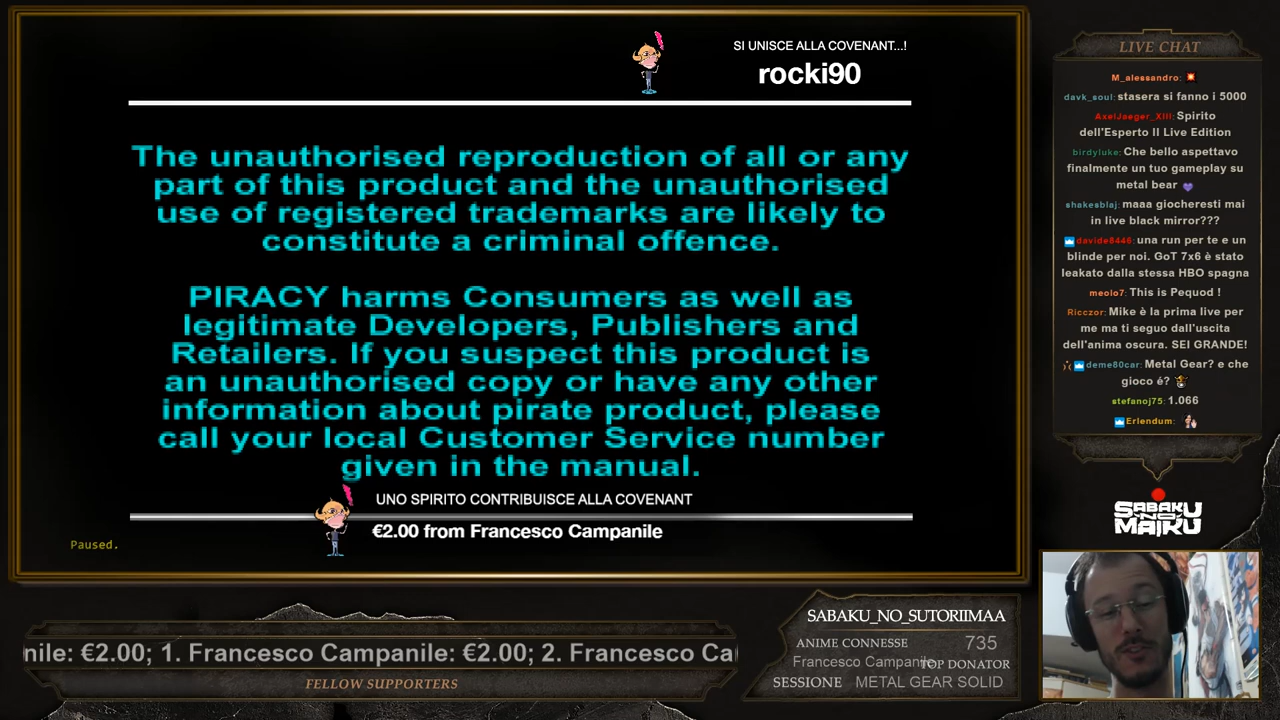 SI UNISCE ALLA COVENANT...!
rocki90
The unauthorised reproduction of all or any
part of this product and the unauthorised
use of registered trademarks are likely to
constitute a criminal offence.
PIRACY harms Consumers as well as
legitimate Developers, Publishers and
Retailers. If you suspect this product is
an unauthorised copy or have any other
information about pirate product, please
call your local Customer Service number
given in the manual.
UNO SPIRITO CONTRIBUISCE ALLA COVENANT
€2.00 from Francesco Campanile
Paused.
LIVE CHAT
M_alessandro:
davk_soul: stasera si fanno i 5000
AxelJaeger_XIII: Spirito
dell'Esperto II Live Edition
birdyluke: Che bello aspettavo
finalmente un tuo gameplay su
metal bear
shakesblaj: maaa giocheresti mai
in live black mirror???
davide8446: una run per te e un
blinde per noi. GoT 7x6 è stato
leakato dalla stessa HBO spagna
meolo7: This is Pequod !
Ricczor: Mike è la prima live per
me ma ti seguo dall'uscita
dell'anima oscura. SEI GRANDE!
deme80car: Metal Gear? e che
gioco é?
stefanoj75: 1.066
Erlendum:
SABAKU
NO
MAIKU
nile: €2.00; 1. Francesco Campanile: €2.00; 2. Francesco Ca
FELLOW SUPPORTERS
SABAKU_NO_SUTORIIMAA
ANIME CONNESSE 735
Francesco Campanile TOP DONATOR
SESSIONE METAL GEAR SOLID